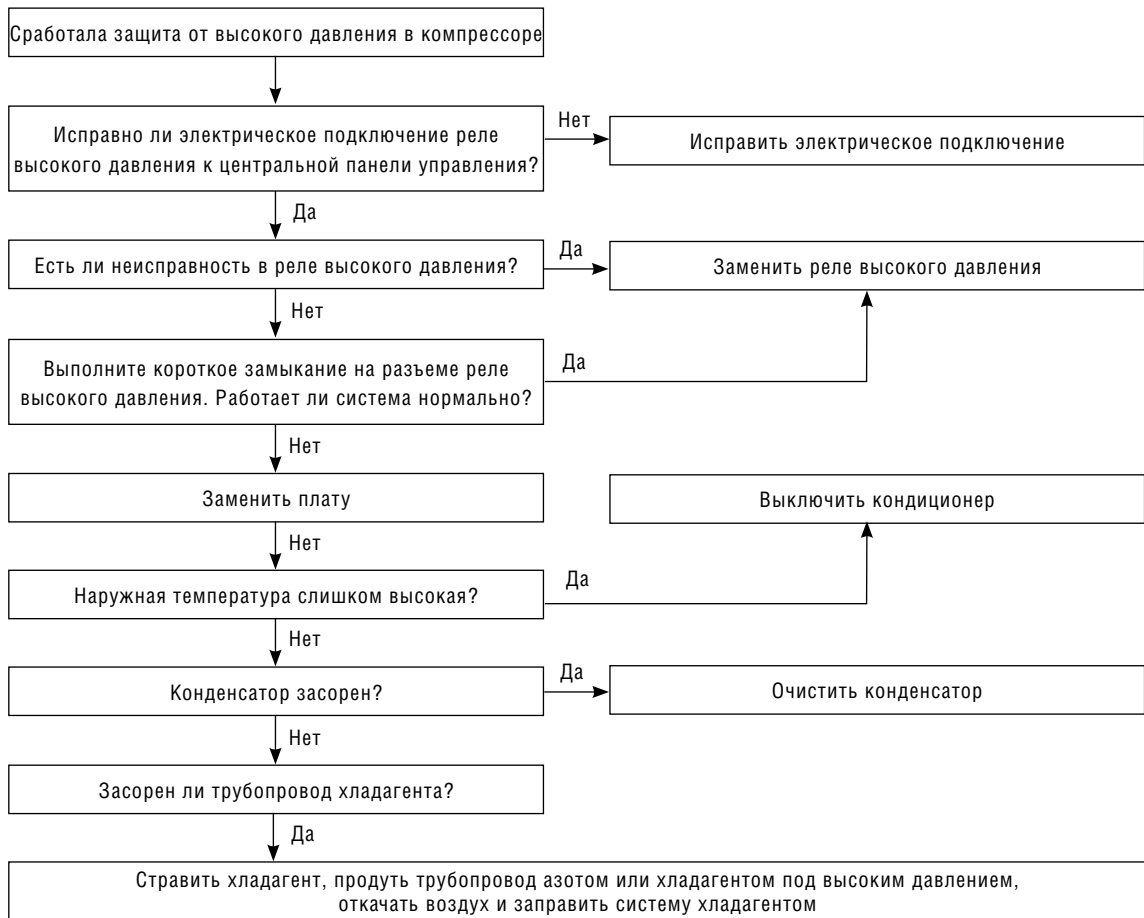 Сработала защита от высокого давления в компрессоре
Исправно ли электрическое подключение реле
высокого давления к центральной панели управления?
Нет
Исправить электрическое подключение
Да
Есть ли неисправность в реле высокого давления?
Да
Заменить реле высокого давления
Нет
Выполните короткое замыкание на разъеме реле
высокого давления. Работает ли система нормально?
Да
Нет
Заменить плату
Выключить кондиционер
Нет
Наружная температура слишком высокая?
Да
Нет
Конденсатор засорен?
Да
Очистить конденсатор
Нет
Засорен ли трубопровод хладагента?
Да
Стравить хладагент, продуть трубопровод азотом или хладагентом под высоким давлением,
откачать воздух и заправить систему хладагентом